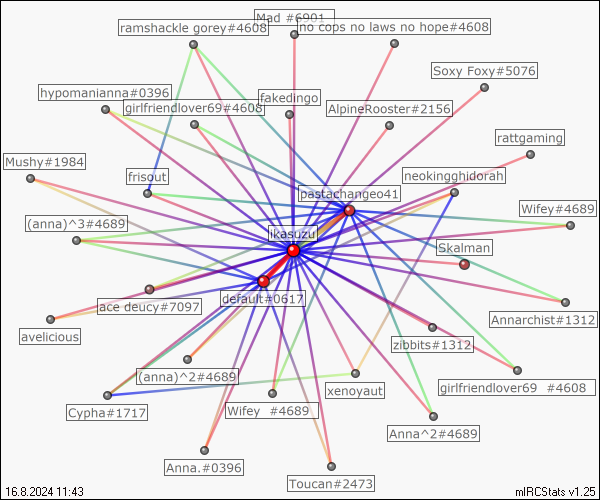 Mad #6901
ramshackle gorey#4608
no cops no laws no hope#4608
Soxy Foxy#5076
hypomanianna#0396
fakedingo
girlfriendlover69#4608
AlpineRooster#2156
rattgaming
Mushy#1984
frisout
neokingghidorah
pastachangeo41
Wifey#4689
(anna)^3#4689
ikasuzu
Skalman
default#0617
ace deucy#7097
Annarchist#1312
avelicious
zibbits#1312
(anna)^2#4689
xenoyaut
girlfriendlover69 #4608
Cypha#1717
Wifey #4689
Anna^2#4689
Anna.#0396
Toucan#2473
16.8.2024 11:43
mIRCStats v1.25